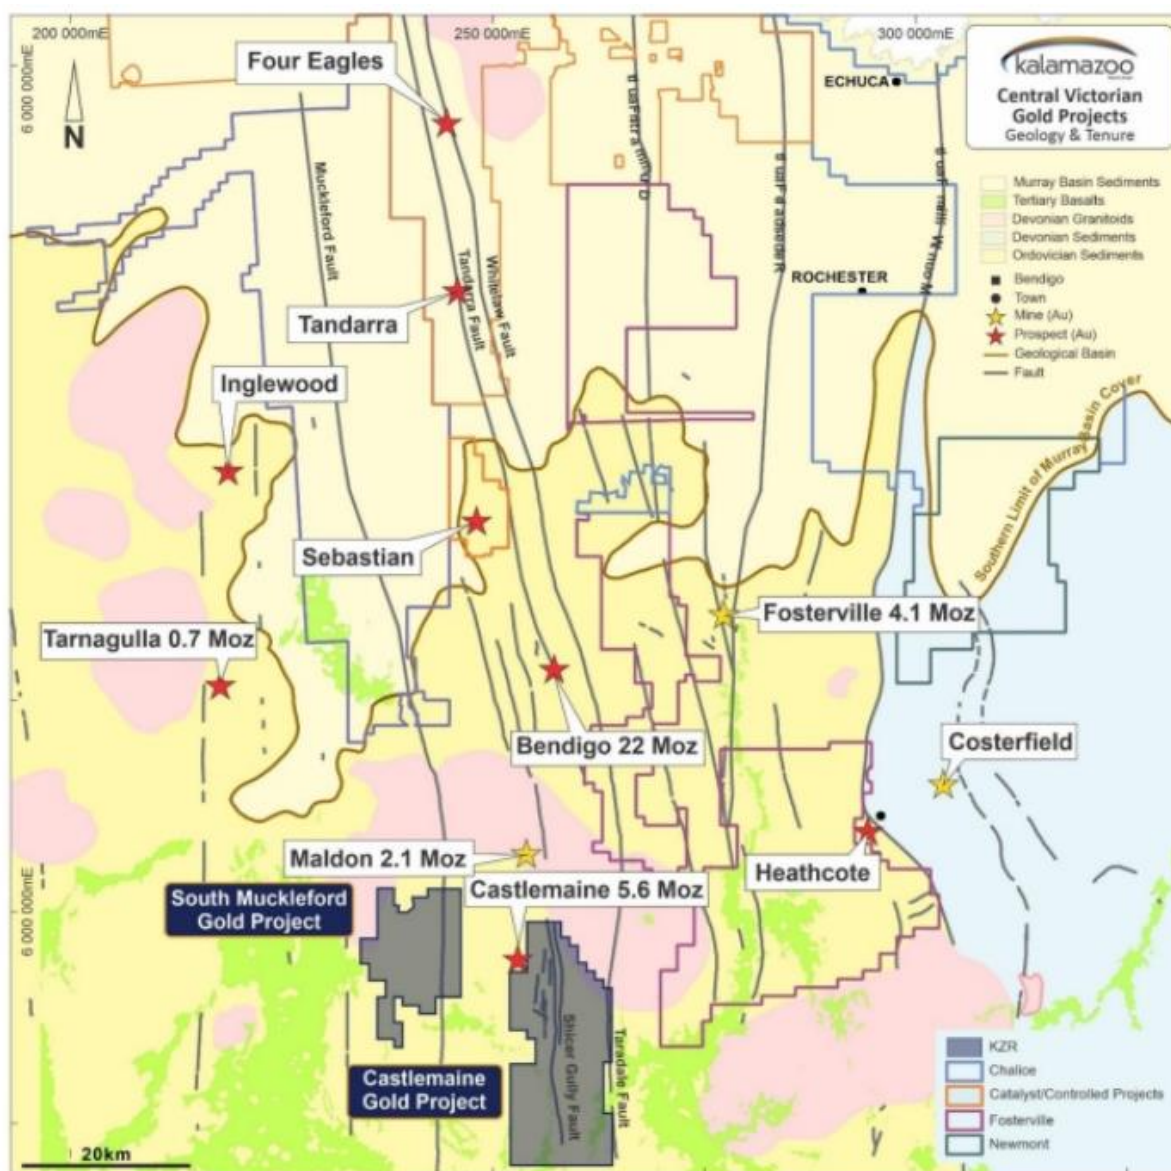 200 000mE
250 000mE
300 000mE
6 000 000mE
N
Four Eagles
ECHUCA
kalamazoo
Central Victorian
Gold Projects
Geology & Tenure
Murray Basin Sediments
Tertiary Basalts
Devonian Granitoids
Devonian Sediments
Ordovician Sediments
Bendigo
Town
Mine (Au)
Prospect (Au)
Geological Basin
Fault
Muckleford Fault
Tandarra Fault
Whitelaw Fault
ROCHESTER
Tandarra
Inglewood
Southern Limit of Murray Basin Cover
Sebastian
Fosterville 4.1 Moz
Tarnagulla 0.7 Moz
Bendigo 22 Moz
Costerfield
Maldon 2.1 Moz
Castlemaine 5.6 Moz
Heathcote
South Muckleford
Gold Project
6 000 000mE
Shicer Gully Fault
Taradale Fault
Castlemaine
Gold Project
KZR
Chalice
Catalyst/Controlled Projects
Fosterville
Newmont
20km